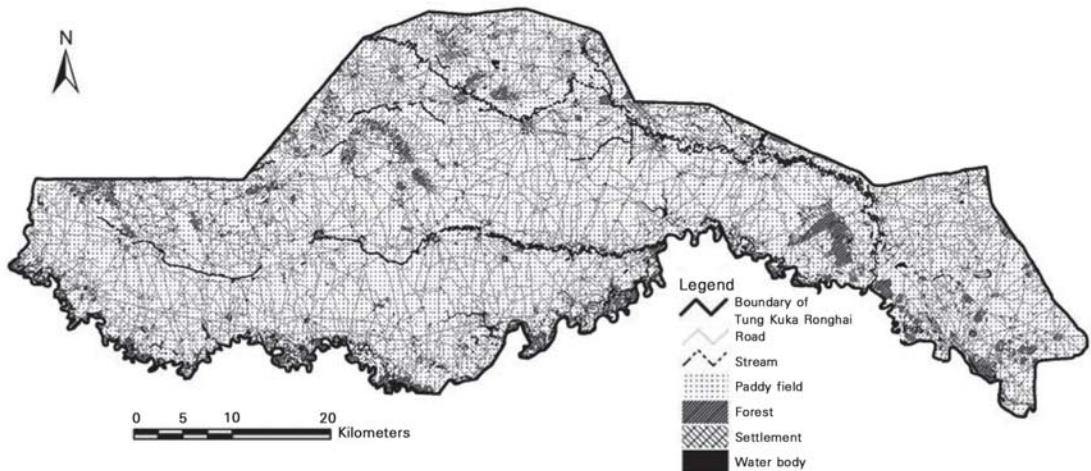 N
Legend
Boundary of
Tung Kuka Ronghai
Road
Stream
Paddy field
Forest
Settlement
Water body
0 5 10 20
Kilometers